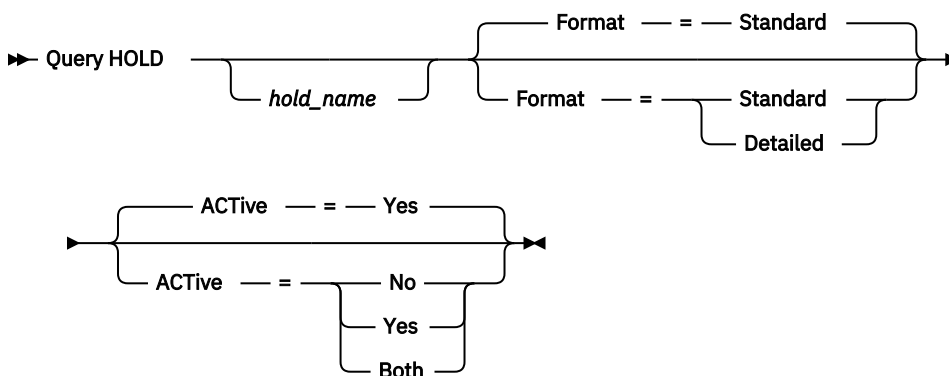 Format = Standard
Query HOLD
hold_name
Format = Standard
Detailed
ACTive = Yes
ACTive = No
Yes
Both